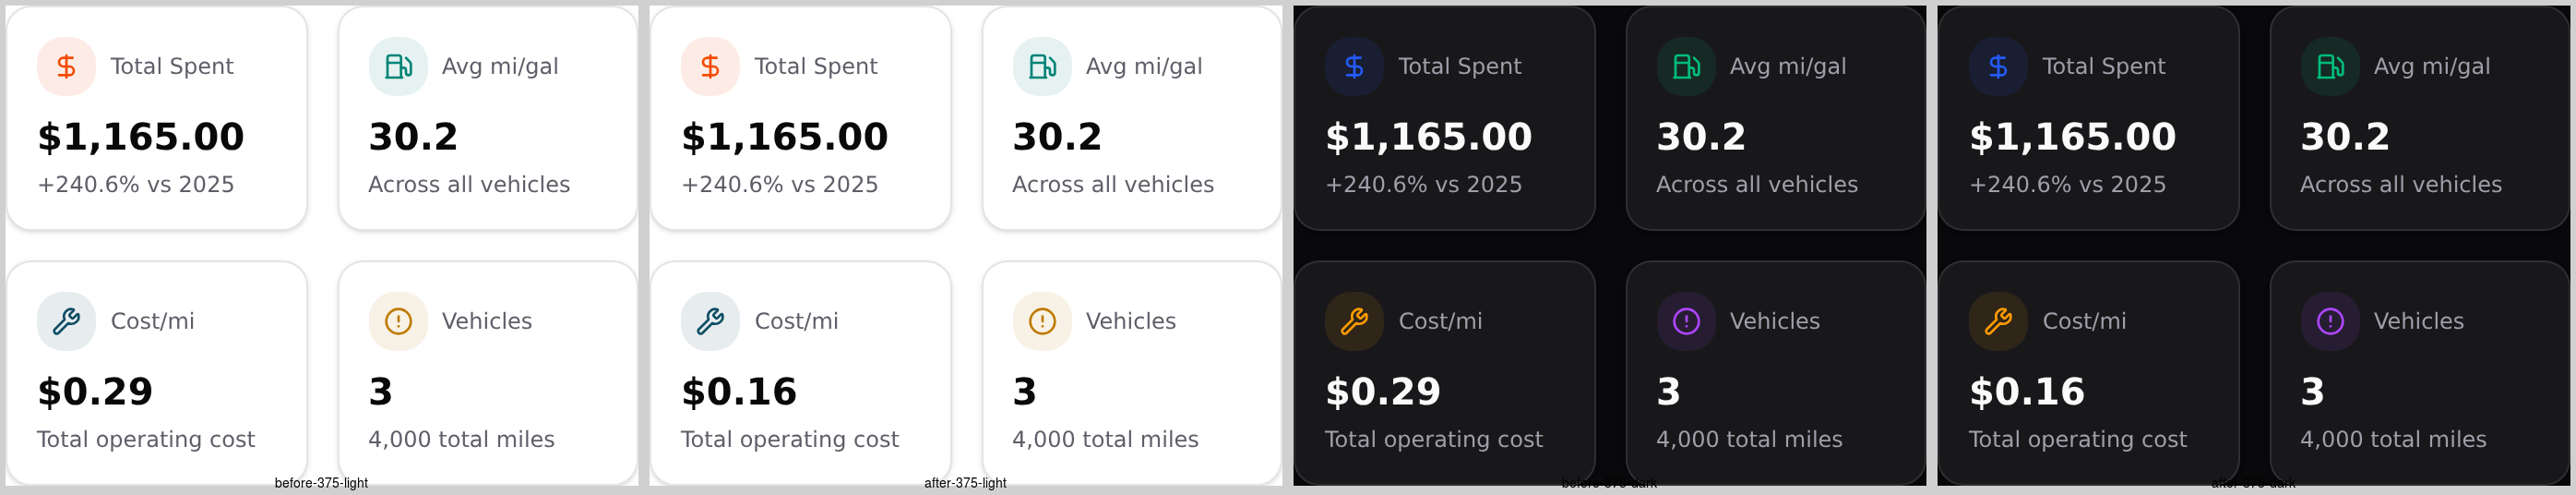 Total Spent
$1,165.00
+240.6% vs 2025
Avg mi/gal
30.2
Across all vehicles
Cost/mi
$0.29
Total operating cost
Vehicles
3
4,000 total miles
before-375-light
Total Spent
$1,165.00
+240.6% vs 2025
Avg mi/gal
30.2
Across all vehicles
Cost/mi
$0.16
Total operating cost
Vehicles
3
4,000 total miles
after-375-light
Total Spent
$1,165.00
+240.6% vs 2025
Avg mi/gal
30.2
Across all vehicles
Cost/mi
$0.29
Total operating cost
Vehicles
3
4,000 total miles
before-375-dark
Total Spent
$1,165.00
+240.6% vs 2025
Avg mi/gal
30.2
Across all vehicles
Cost/mi
$0.16
Total operating cost
Vehicles
3
4,000 total miles
after-375-dark